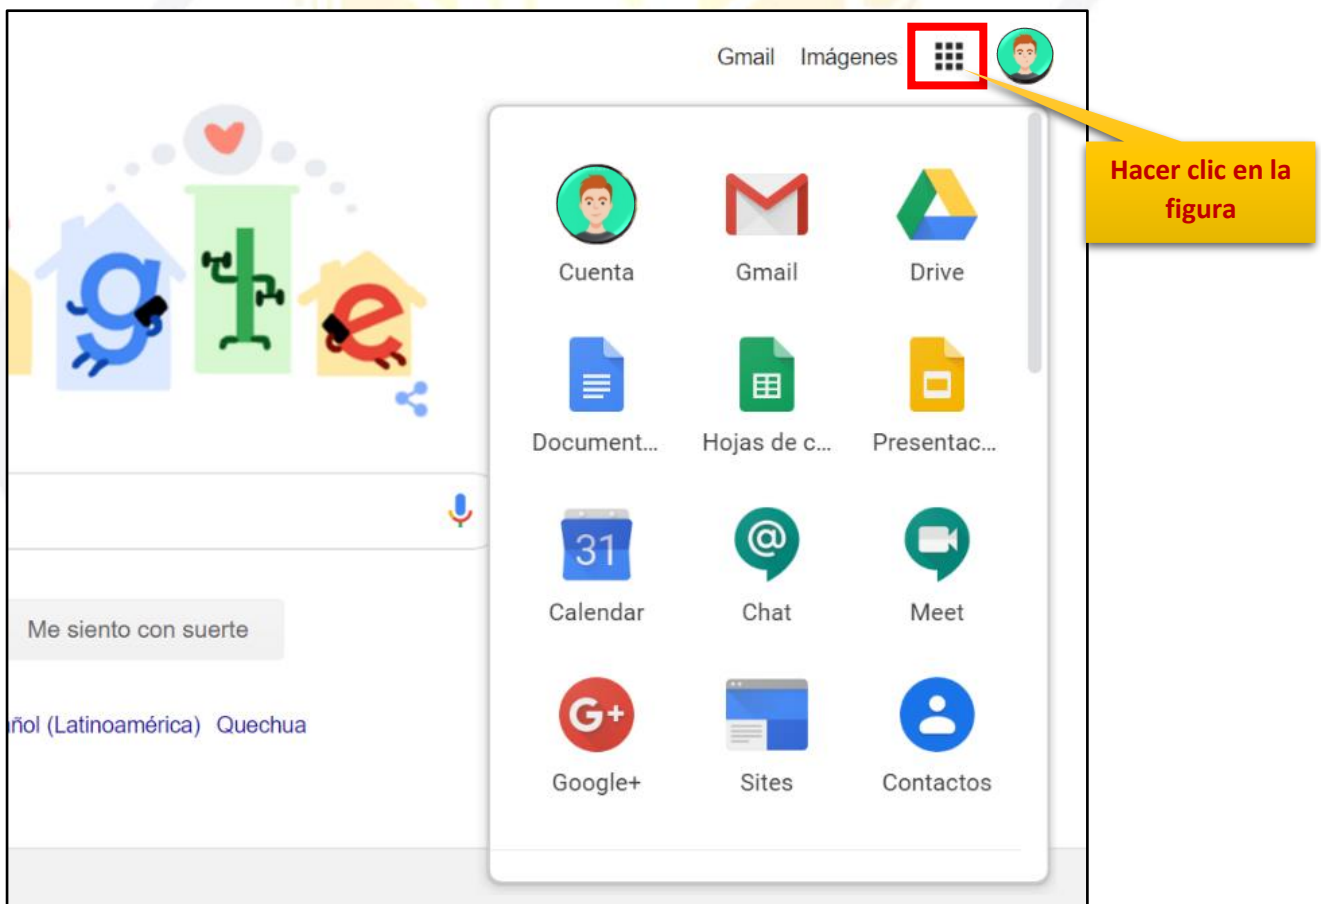 Gmail Imágenes
Hacer clic en la
figura
Cuenta Gmail Drive
Document... Hojas de c... Presentac...
31
Calendar Chat Meet
Me siento con suerte
G+
ñol (Latinoamérica) Quechua
Google+ Sites Contactos